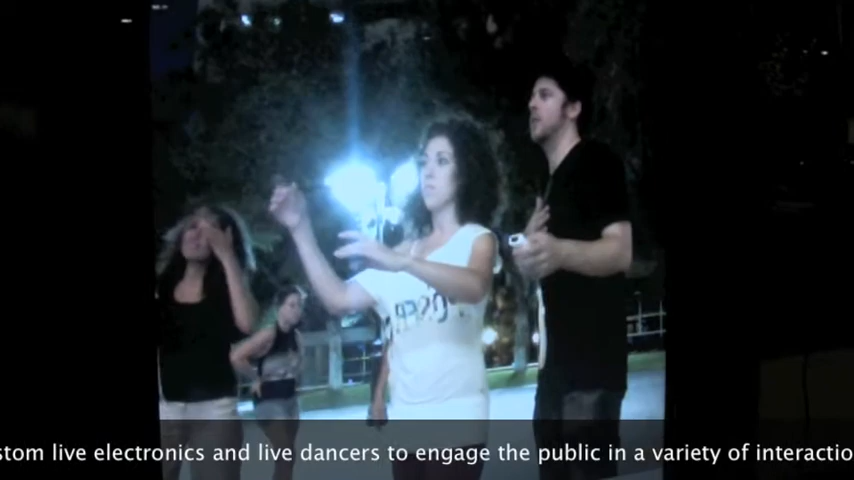 stom live electronics and live dancers to engage the public in a variety of interactio